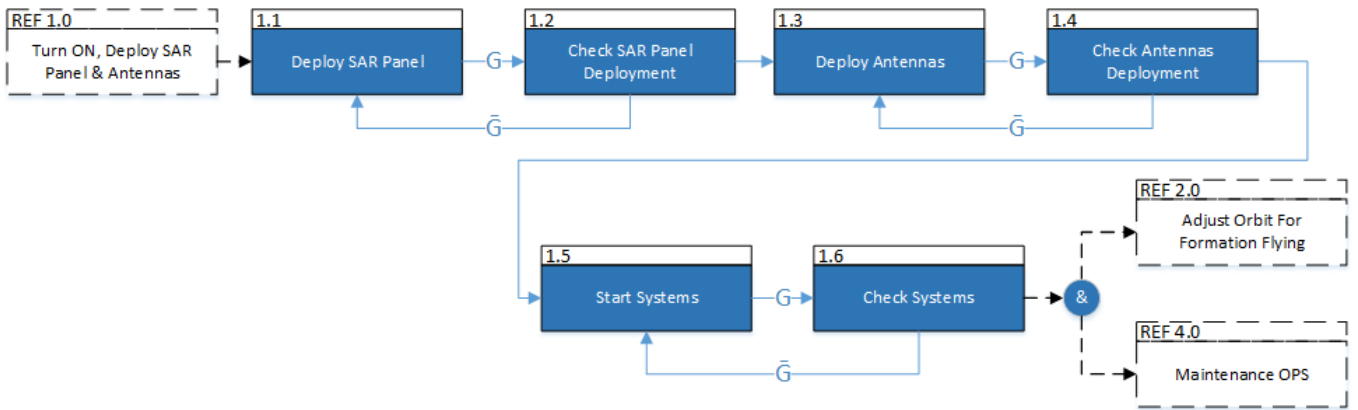 REF 1.0
Turn ON, Deploy SAR
Panel & Antennas
1.1
Deploy SAR Panel
G
1.2
Check SAR Panel
Deployment
1.3
Deploy Antennas
G
1.4
Check Antennas
Deployment
Ḡ
Ḡ
1.5
Start Systems
G
1.6
Check Systems
Ḡ
&
REF 2.0
Adjust Orbit For
Formation Flying
REF 4.0
Maintenance OPS